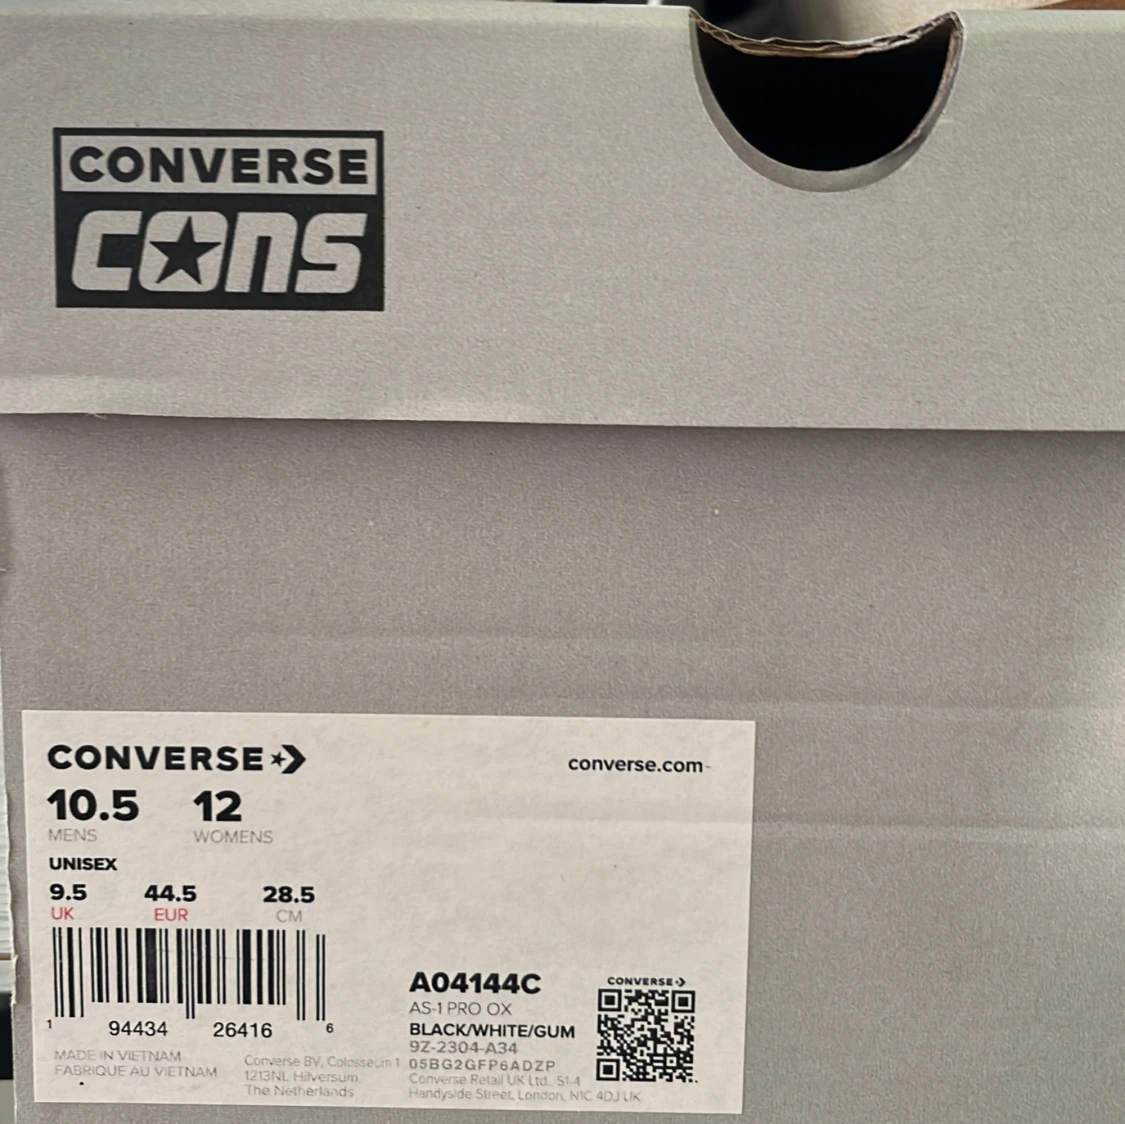 CONVERSE
CONS
CONVERSE
converse.com
10.5 12
MENS WOMENS
UNISEX
9.5 44.5 28.5
UK EUR CM
1 94434 26416 6
MADE IN VIETNAM
FABRIQUE AU VIETNAM
Converse BV, Colosseum 1
1213NL Hilversum,
The Netherlands
A04144C
AS-1 PRO OX
BLACK/WHITE/GUM
9Z-2304-A34
05BG2GFP6ADZP
Converse Retail UK Ltd., S1-4
Handyside Street, London, N1C 4DJ UK
CONVERSE